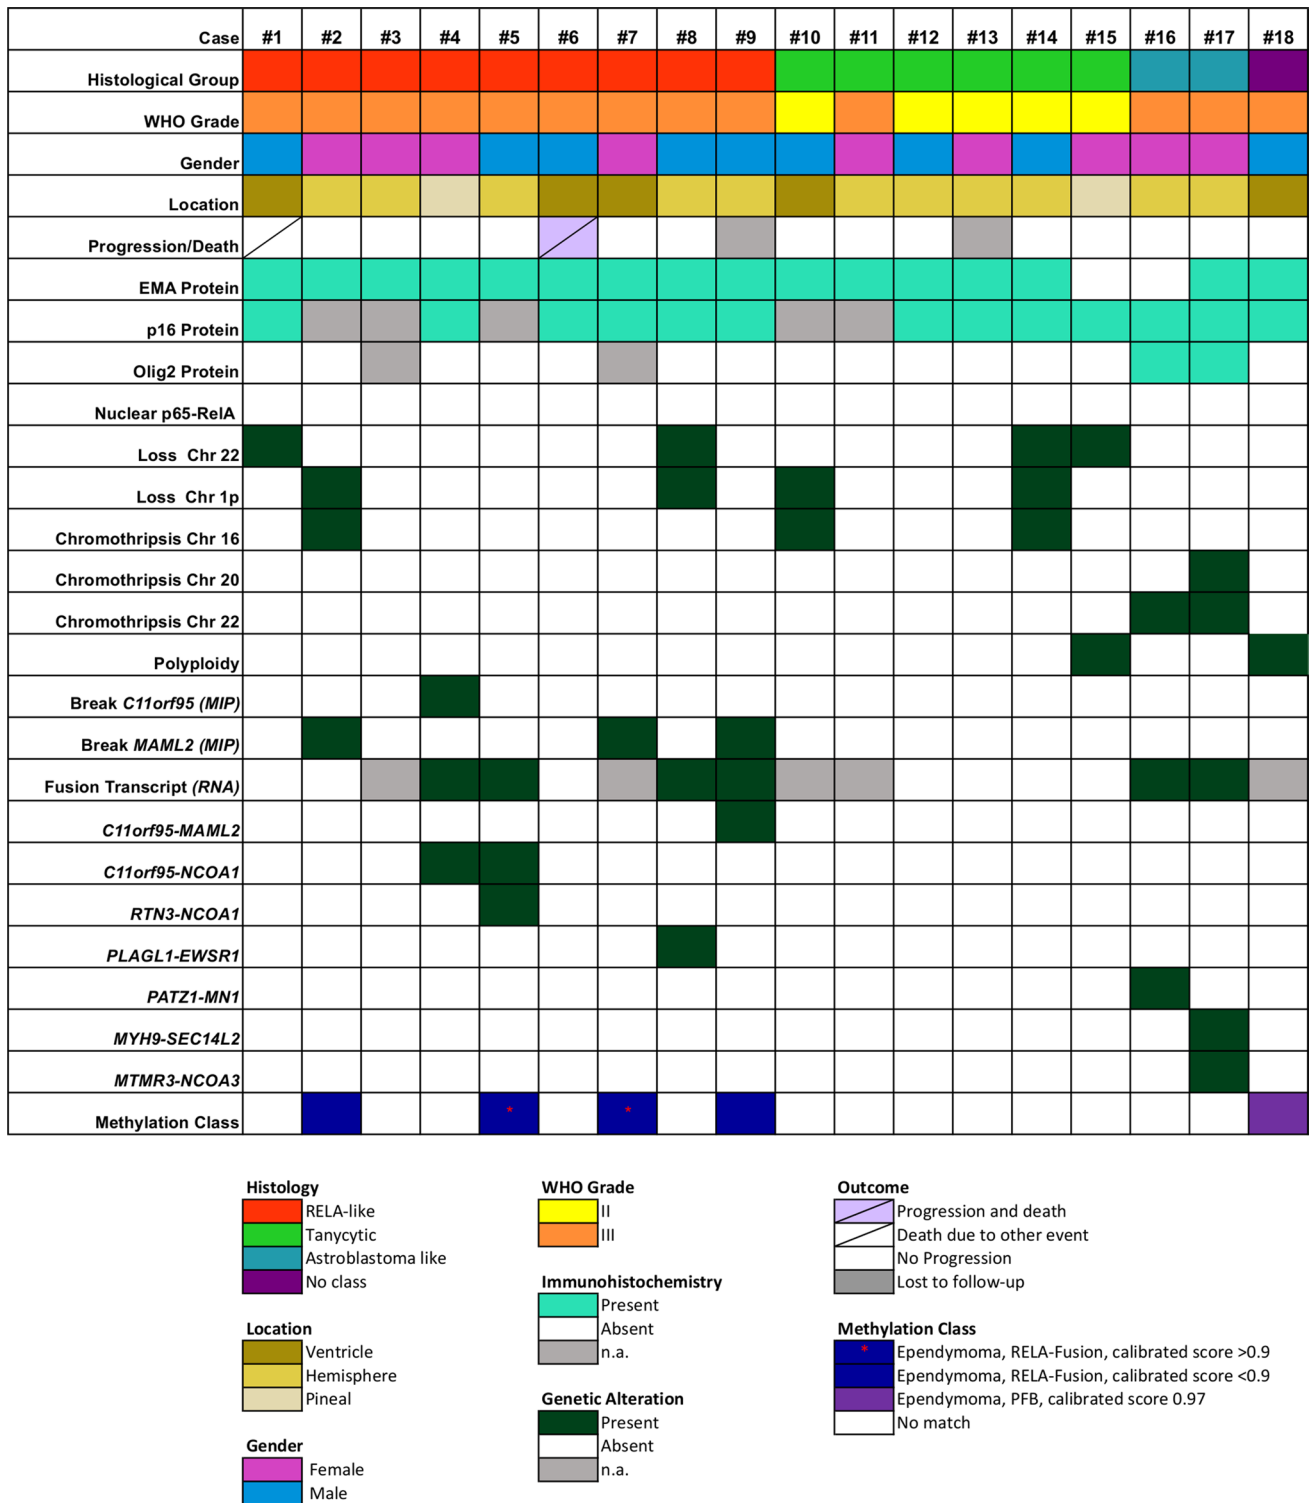 Case #1 #2 #3 #4 #5 #6 #7 #8 #9 #10 #11 #12 #13 #14 #15 #16 #17 #18
Histological Group
WHO Grade
Gender
Location
Progression/Death
EMA Protein
p16 Protein
Olig2 Protein
Nuclear p65-RelA
Loss Chr 22
Loss Chr 1p
Chromothripsis Chr 16
Chromothripsis Chr 20
Chromothripsis Chr 22
Polyploidy
Break C11orf95 (MIP)
Break MAML2 (MIP)
Fusion Transcript (RNA)
C11orf95-MAML2
C11orf95-NCOA1
RTN3-NCOA1
PLAGL1-EWSR1
PATZ1-MN1
MYH9-SEC14L2
MTMR3-NCOA3
Methylation Class * *
Histology
RELA-like
Tanycytic
Astroblastoma like
No class
Location
Ventricle
Hemisphere
Pineal
Gender
Female
Male
WHO Grade
II
III
Immunohistochemistry
Present
Absent
n.a.
Genetic Alteration
Present
Absent
n.a.
Outcome
Progression and death
Death due to other event
No Progression
Lost to follow-up
Methylation Class
* Ependymoma, RELA-Fusion, calibrated score >0.9
Ependymoma, RELA-Fusion, calibrated score <0.9
Ependymoma, PFB, calibrated score 0.97
No match